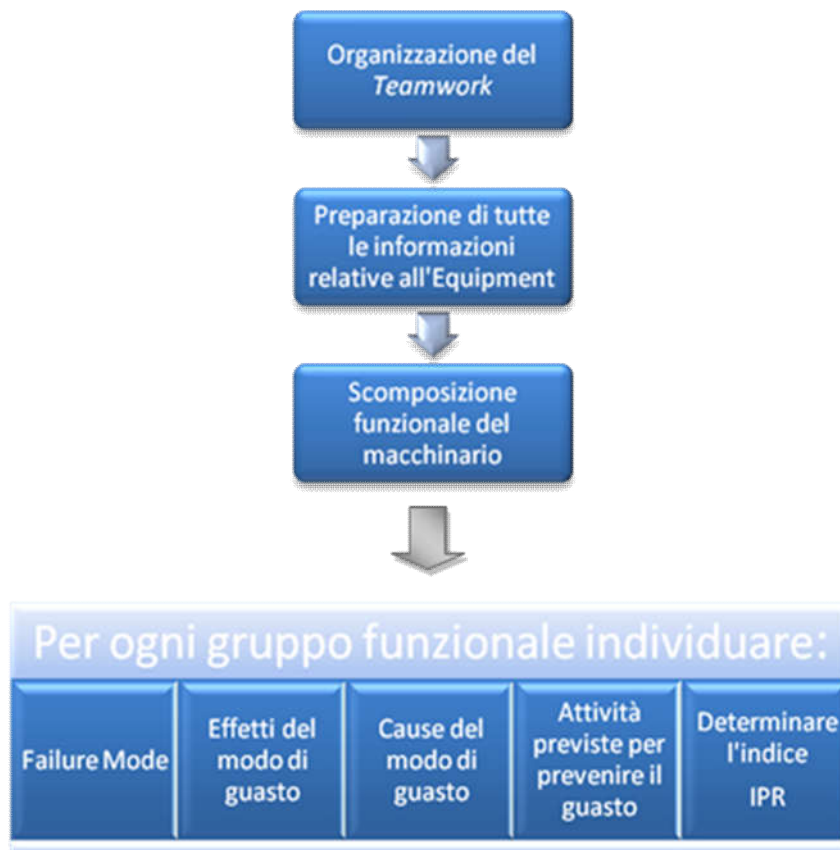 Organizzazione del
Teamwork
Preparazione di tutte
le informazioni
relative all'Equipment
Scomposizione
funzionale del
macchinario
Per ogni gruppo funzionale individuare:
Failure Mode
Effetti del
modo di
guasto
Cause del
modo di
guasto
Attività
previste per
prevenire il
guasto
Determinare
l'indice
IPR